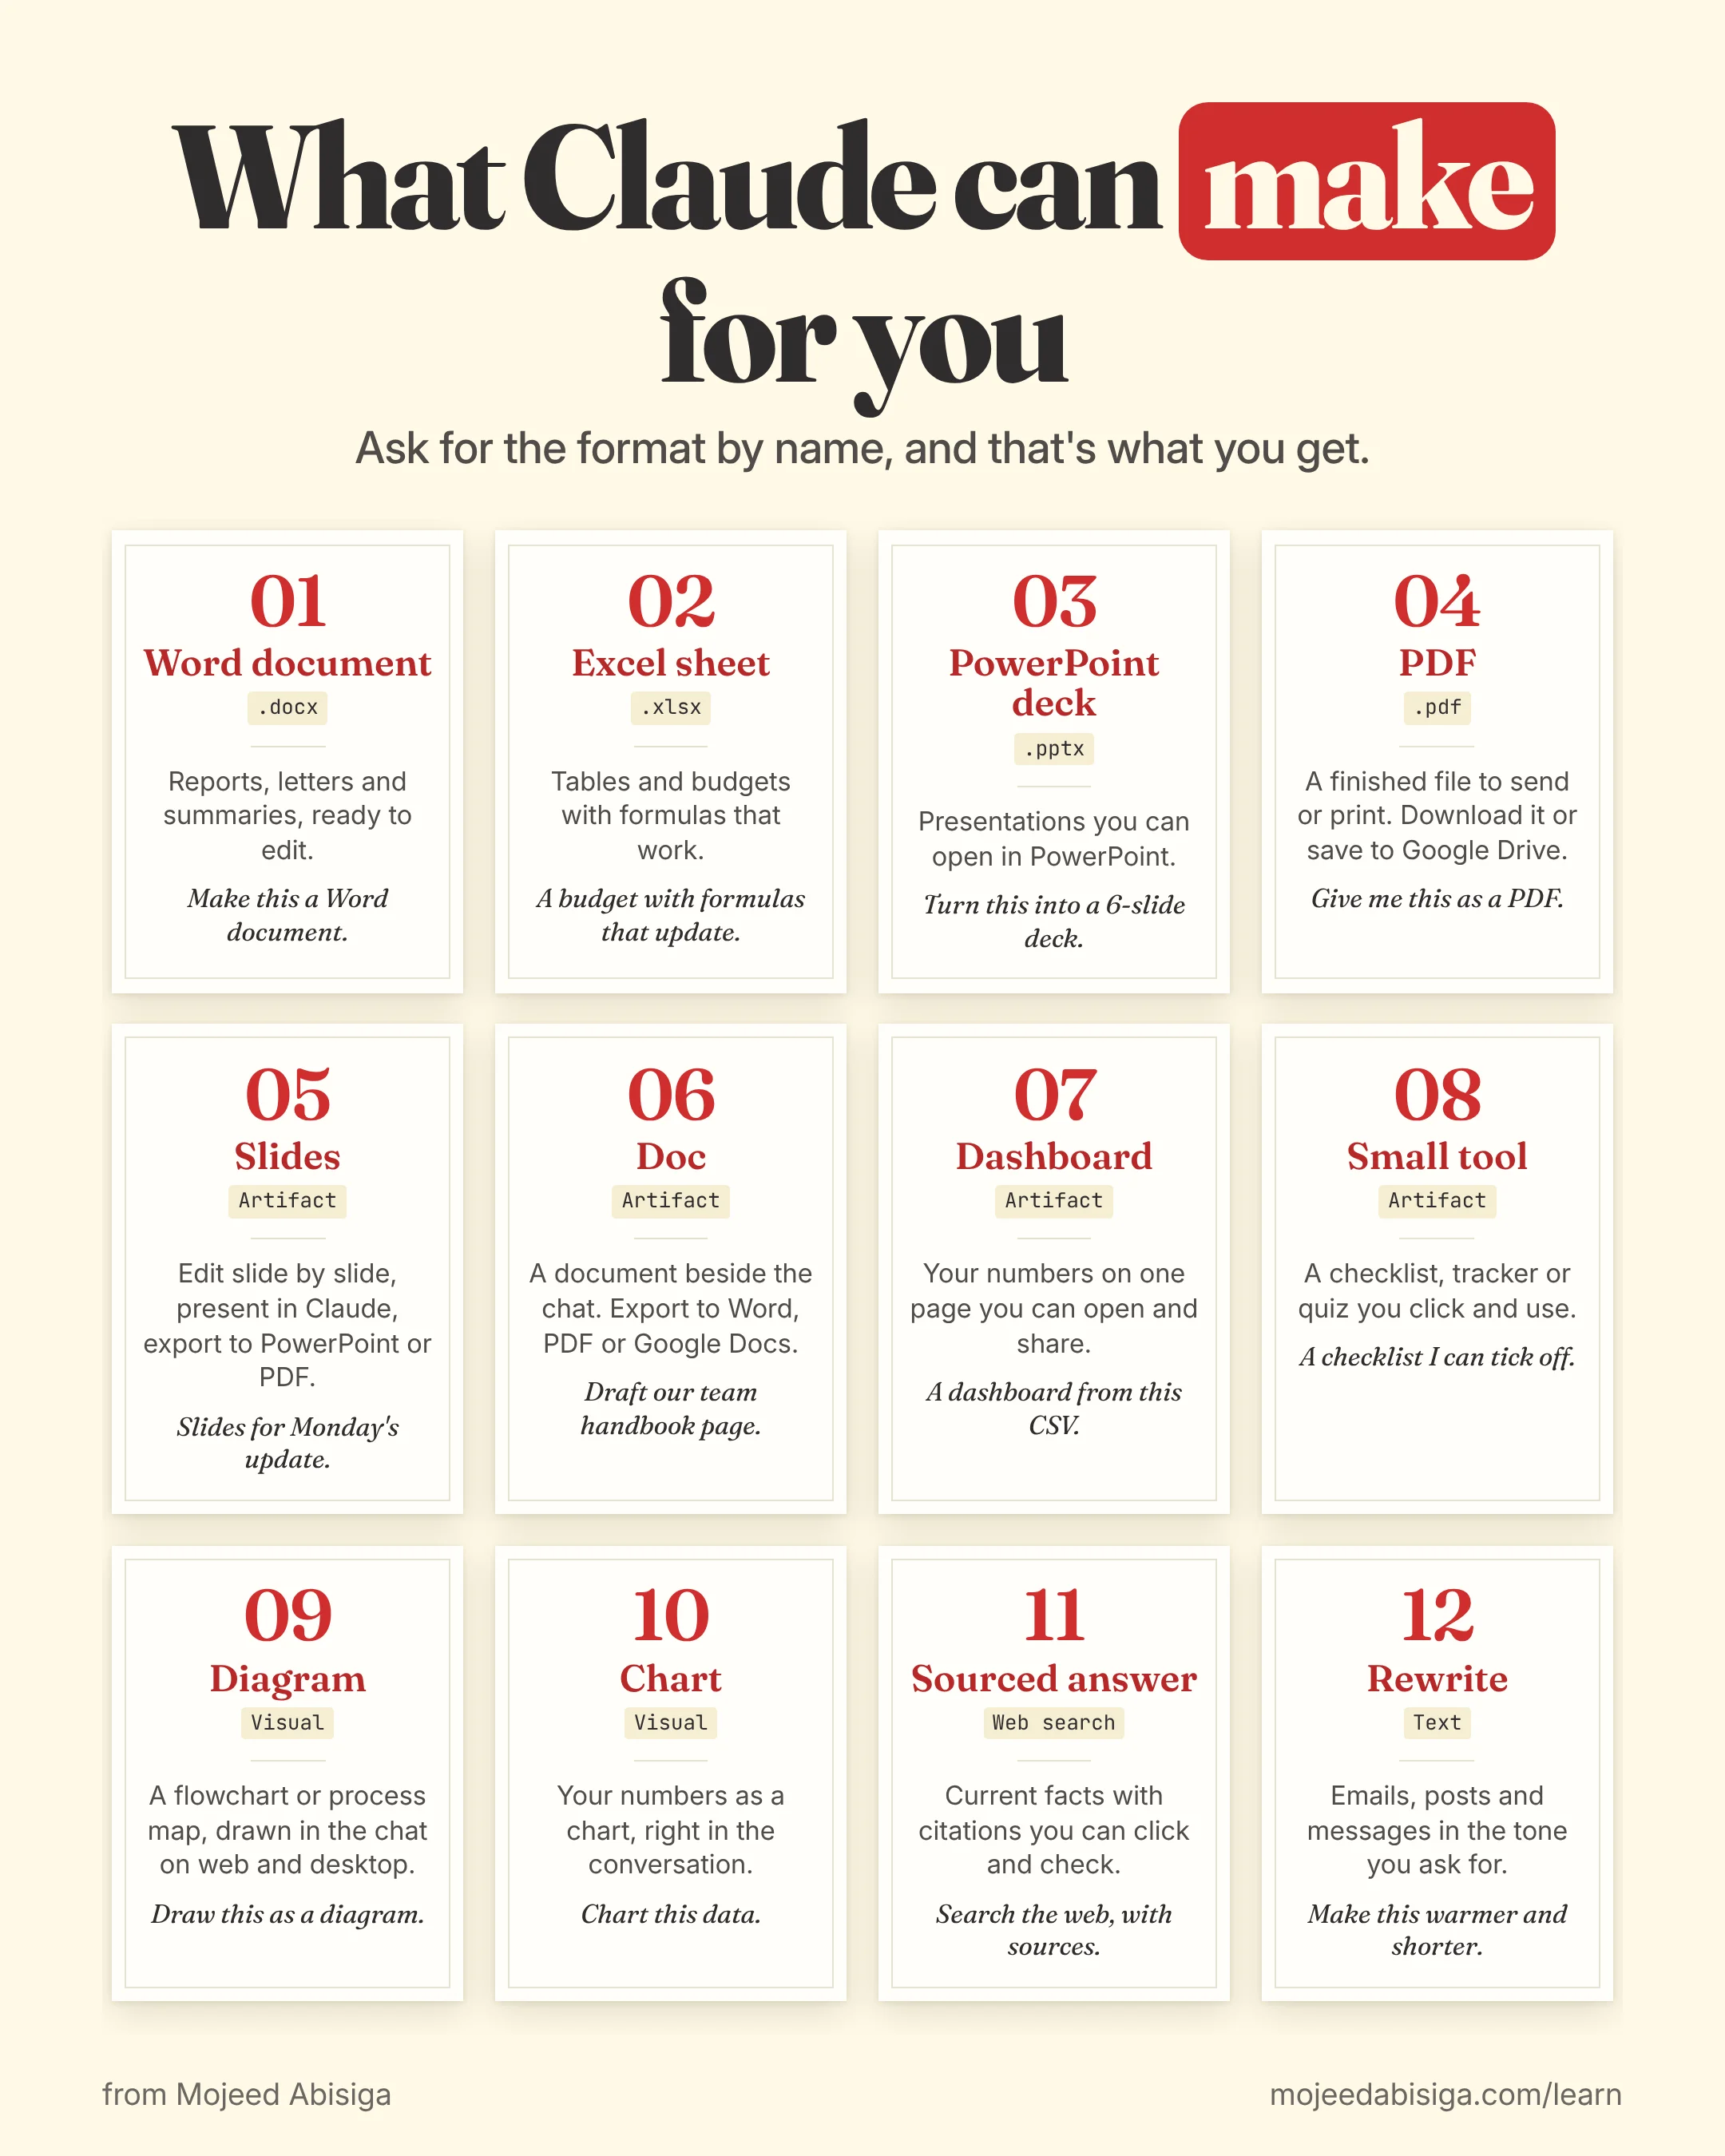 What Claude can make
for you
Ask for the format by name, and that's what you get.
01
Word document
.docx
Reports, letters and
summaries, ready to
edit.
Make this a Word
document.
02
Excel sheet
.xlsx
Tables and budgets
with formulas that
work.
A budget with formulas
that update.
03
PowerPoint
deck
.pptx
Presentations you can
open in PowerPoint.
Turn this into a 6-slide
deck.
04
PDF
.pdf
A finished file to send
or print. Download it or
save to Google Drive.
Give me this as a PDF.
05
Slides
Artifact
Edit slide by slide,
present in Claude,
export to PowerPoint or
PDF.
Slides for Monday's
update.
06
Doc
Artifact
A document beside the
chat. Export to Word,
PDF or Google Docs.
Draft our team
handbook page.
07
Dashboard
Artifact
Your numbers on one
page you can open and
share.
A dashboard from this
CSV.
08
Small tool
Artifact
A checklist, tracker or
quiz you click and use.
A checklist I can tick off.
09
Diagram
Visual
A flowchart or process
map, drawn in the chat
on web and desktop.
Draw this as a diagram.
10
Chart
Visual
Your numbers as a
chart, right in the
conversation.
Chart this data.
11
Sourced answer
Web search
Current facts with
citations you can click
and check.
Search the web, with
sources.
12
Rewrite
Text
Emails, posts and
messages in the tone
you ask for.
Make this warmer and
shorter.
from Mojeed Abisiga
mojeedabisiga.com/learn